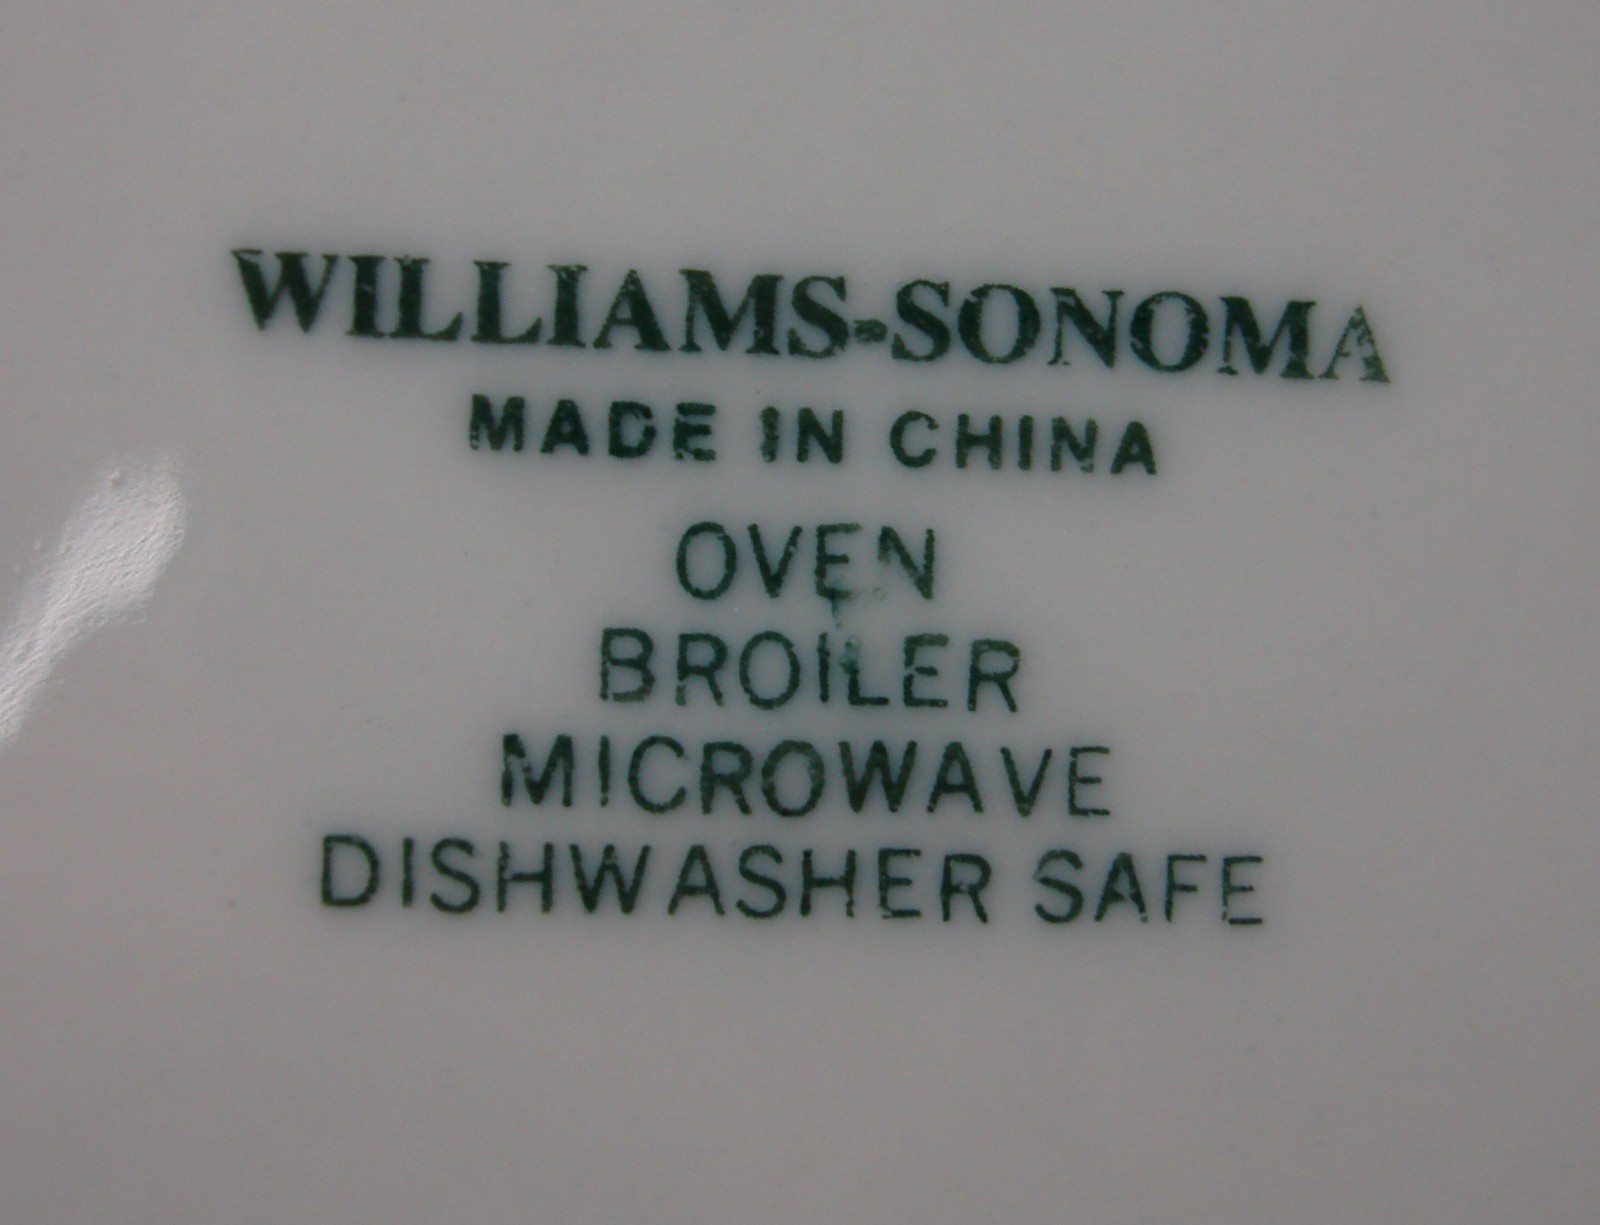 WILLIAMS-SONOMA
MADE IN CHINA
OVEN
BROILER
MICROWAVE
DISHWASHER SAFE